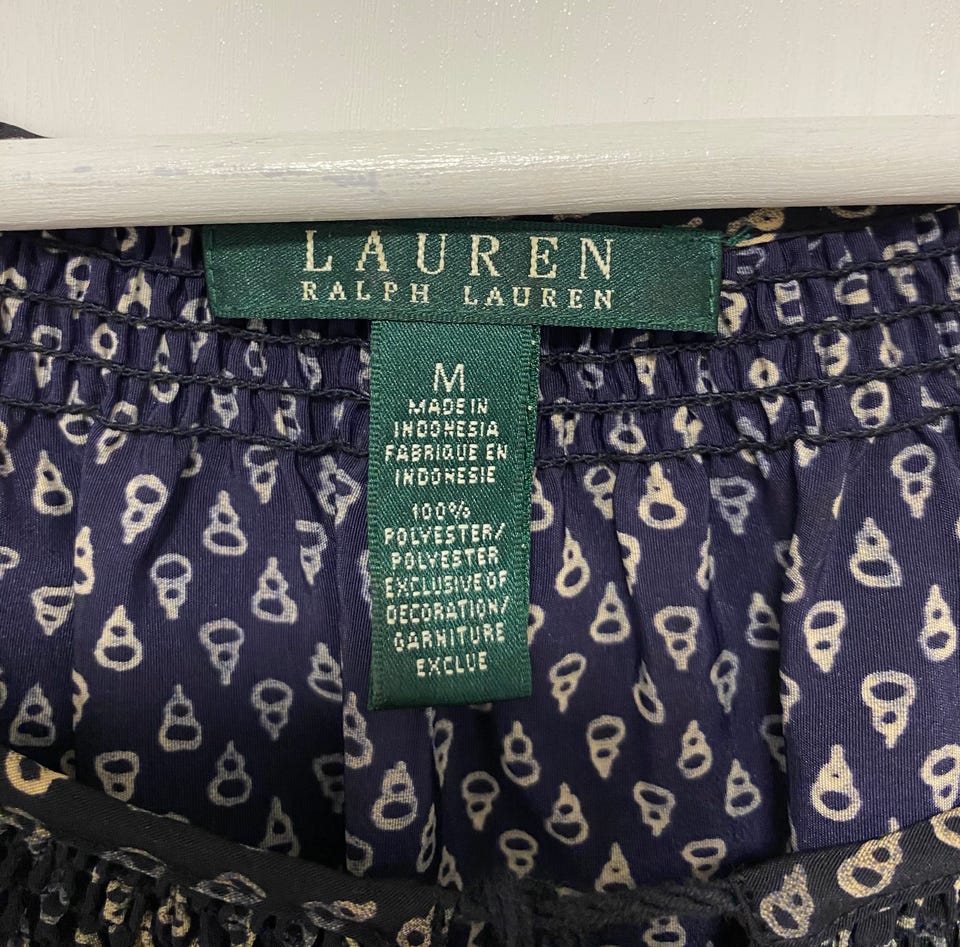 LAUREN
RALPH LAUREN
M
MADE IN
INDONESIA
FABRIQUE EN
INDONESIE
100%
POLYESTER/
POLYESTER
EXCLUSIVE OF
DECORATION/
GARNITURE
EXCLUE